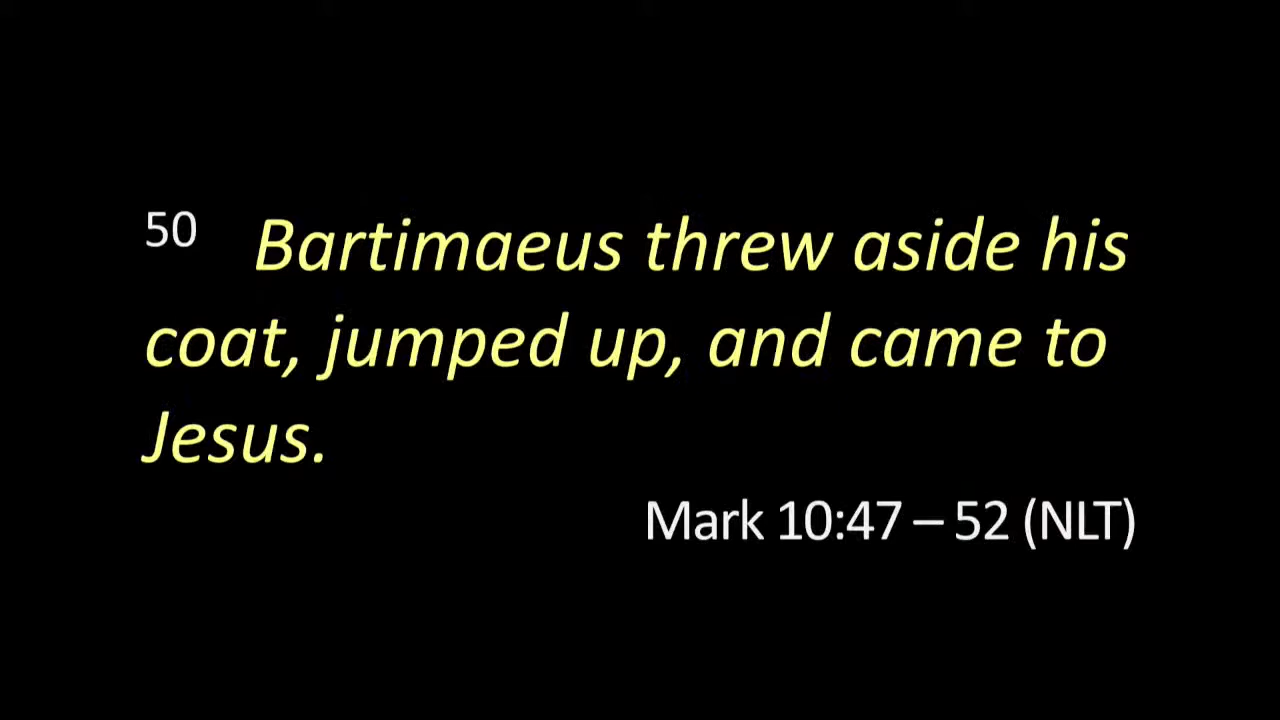 50 Bartimaeus threw aside his
coat, jumped up, and came to
Jesus.
Mark 10:47 – 52 (NLT)